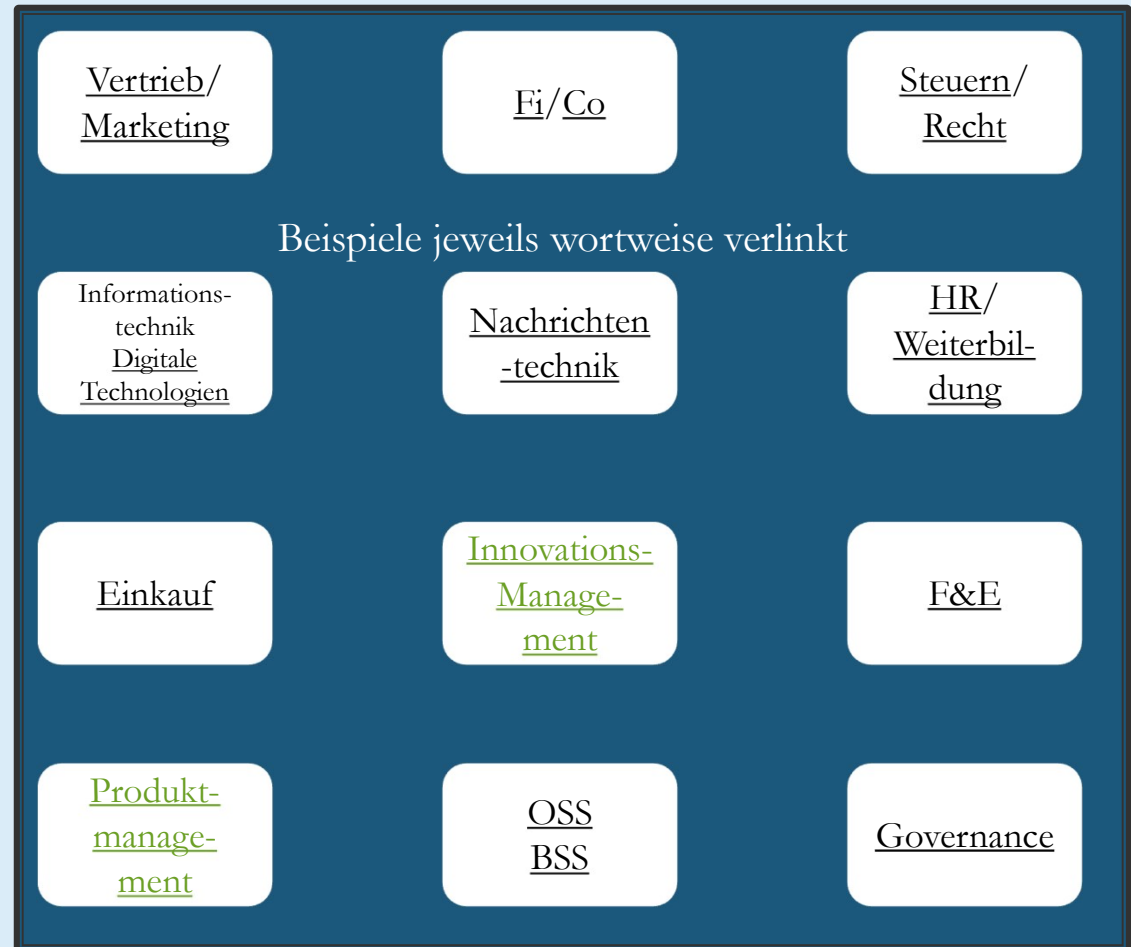 Vertrieb/
Marketing
Fi/Co
Steuern/
Recht
Beispiele jeweils wortweise verlinkt
Informations-
technik
Digitale
Technologien
Nachrichten
-technik
HR/
Weiterbil-
dung
Einkauf
Innovations-
Manage-
ment
F&E
Produkt-
manage-
ment
OSS
BSS
Governance